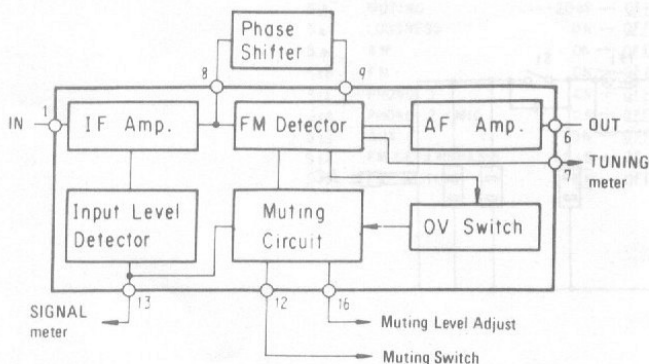 Phase
Shifter
8
9
IN
1
IF Amp.
FM Detector
AF Amp.
6
OUT
7
TUNING
meter
Input Level
Detector
Muting
Circuit
OV Switch
SIGNAL
meter
13
12
16
Muting Level Adjust
Muting Switch